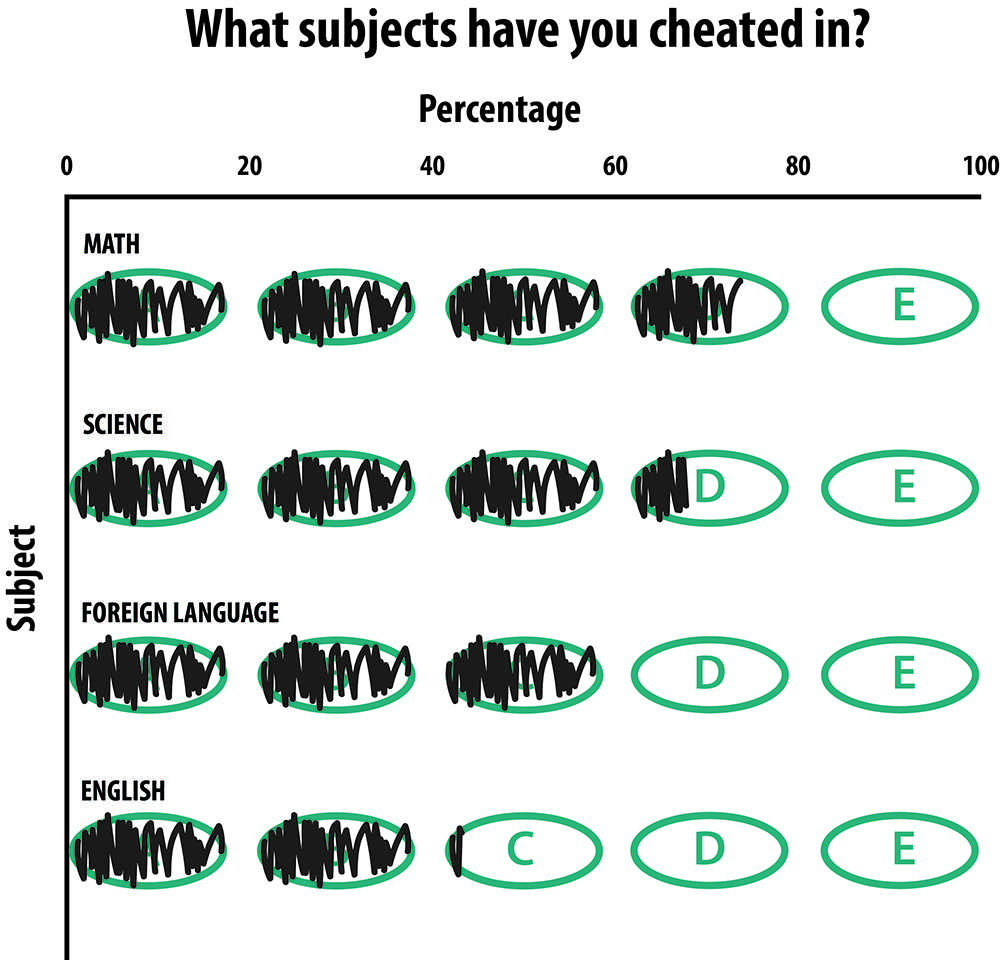 What subjects have you cheated in?
Percentage
0 20 40 60 80 100
MATH
E
SCIENCE
D E
Subject
FOREIGN LANGUAGE
D E
ENGLISH
C D E